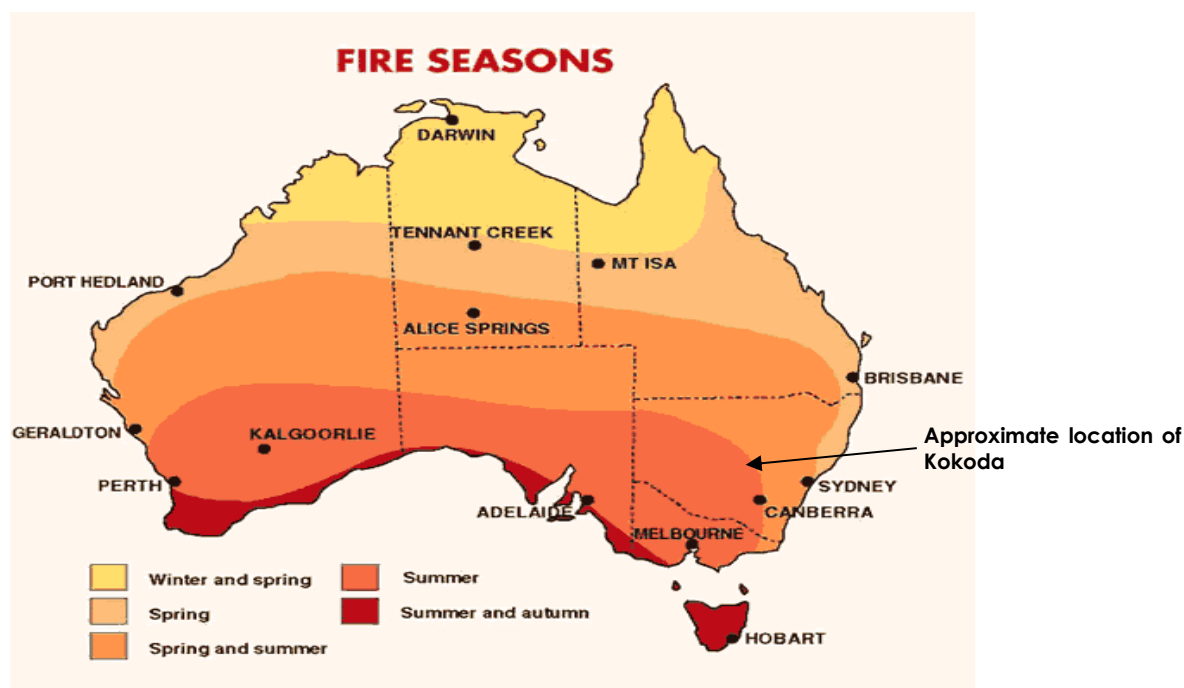 FIRE SEASONS
DARWIN
TENNANT CREEK
MT ISA
PORT HEDLAND
ALICE SPRINGS
BRISBANE
GERALDTON
KALGOORLIE
Approximate location of
Kokoda
PERTH
SYDNEY
ADELAIDE
CANBERRA
MELBOURNE
Winter and spring
Summer
Spring
Summer and autumn
Spring and summer
HOBART